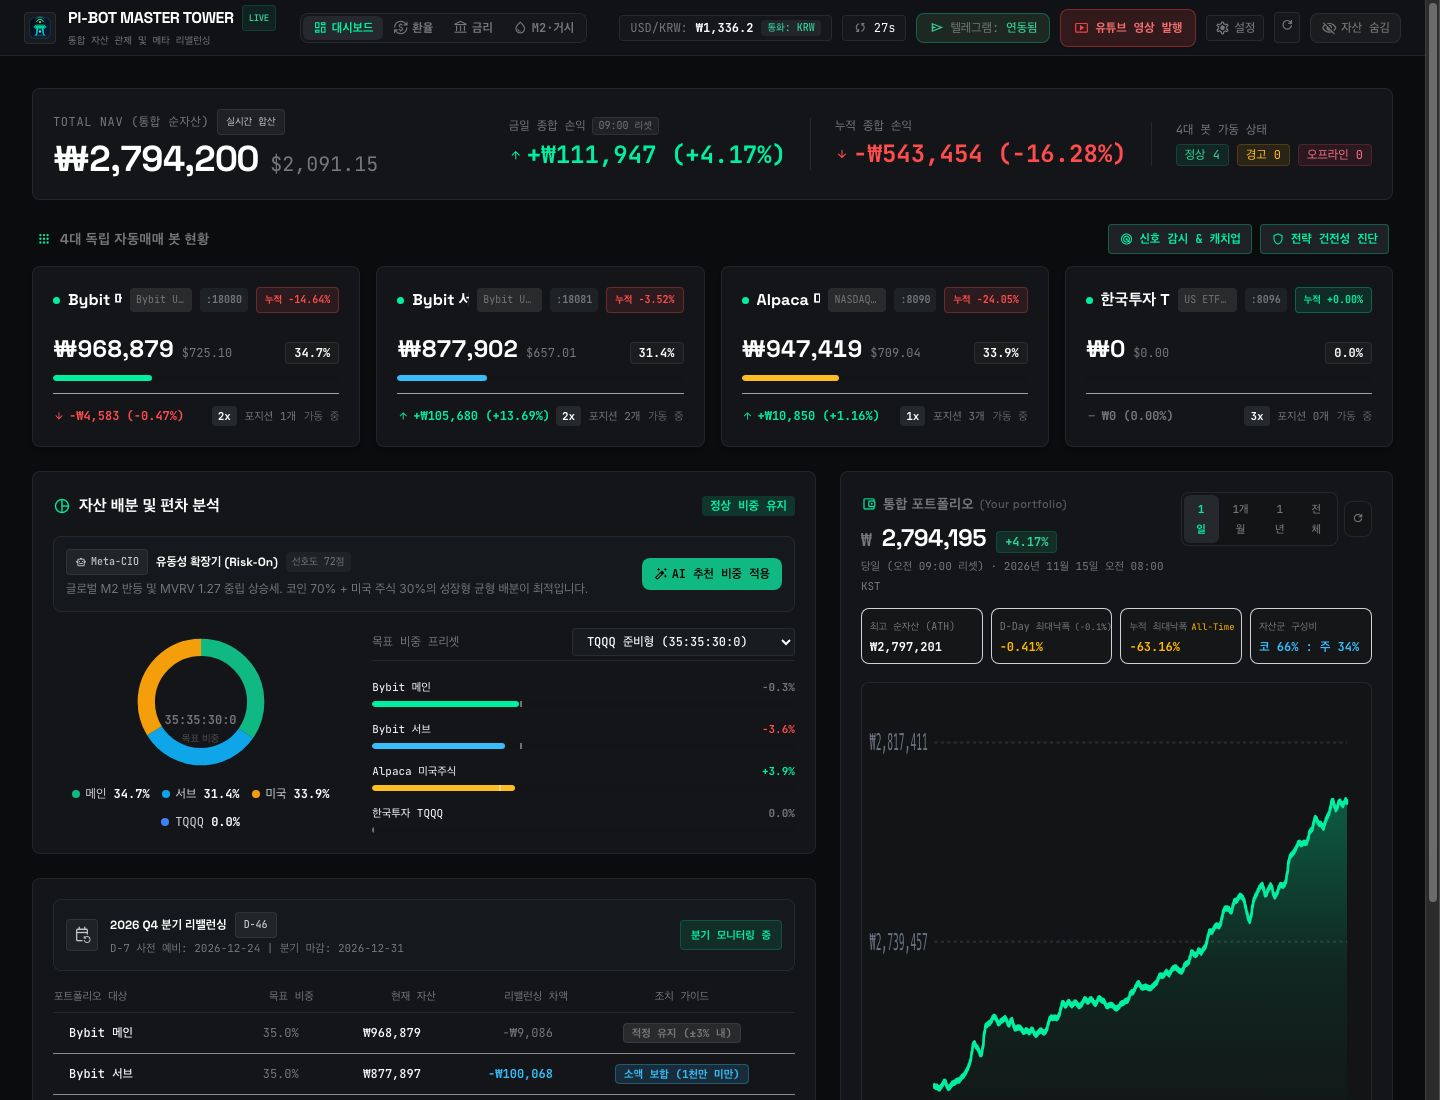 PI-BOT MASTER TOWER LIVE
통합 자산 관제 및 메타 리밸런싱
대시보드 환율 금리 M2·거시
USD/KRW: ₩1,336.2 통화: KRW
27s
텔레그램: 연동됨
유튜브 영상 발행
설정
자산 숨김
TOTAL NAV (통합 순자산) 실시간 합산
₩2,794,200 $2,091.15
금일 종합 손익 09:00 리셋
↑ +₩111,947 (+4.17%)
누적 종합 손익
↓ -₩543,454 (-16.28%)
4대 봇 가동 상태
정상 4 경고 0 오프라인 0
4대 독립 자동매매 봇 현황
신호 감시 & 캐치업
전략 건전성 진단
Bybit Bybit U… :18080 누적 -14.64%
₩968,879 $725.10 34.7%
↓ -₩4,583 (-0.47%) 2x 포지션 1개 가동 중
Bybit 서 Bybit U… :18081 누적 -3.52%
₩877,902 $657.01 31.4%
↑ +₩105,680 (+13.69%) 2x 포지션 2개 가동 중
Alpaca NASDAQ… :8090 누적 -24.05%
₩947,419 $709.04 33.9%
↑ +₩10,850 (+1.16%) 1x 포지션 3개 가동 중
한국투자 T US ETF… :8096 누적 +0.00%
₩0 $0.00 0.0%
− ₩0 (0.00%) 3x 포지션 0개 가동 중
자산 배분 및 편차 분석
정상 비중 유지
Meta-CIO 유동성 확장기 (Risk-On) 선호도 72점
글로벌 M2 반등 및 MVRV 1.27 중립 상승세. 코인 70% + 미국 주식 30%의 성장형 균형 배분이 최적입니다.
AI 추천 비중 적용
35:35:30:0
목표 비중
메인 34.7% 서브 31.4% 미국 33.9%
TQQQ 0.0%
목표 비중 프리셋 TQQQ 준비형 (35:35:30:0)
Bybit 메인 -0.3%
Bybit 서브 -3.6%
Alpaca 미국주식 +3.9%
한국투자 TQQQ 0.0%
2026 Q4 분기 리밸런싱 D-46
D-7 사전 예비: 2026-12-24 | 분기 마감: 2026-12-31
분기 모니터링 중
포트폴리오 대상 목표 비중 현재 자산 리밸런싱 차액 조치 가이드
Bybit 메인 35.0% ₩968,879 -₩9,086 적정 유지 (±3% 내)
Bybit 서브 35.0% ₩877,897 -₩100,068 소액 보합 (1천만 미만)
통합 포트폴리오 (Your portfolio)
₩ 2,794,195 +4.17%
당일 (오전 09:00 리셋) · 2026년 11월 15일 오전 08:00
KST
1일
1개월
1년
전체
최고 순자산 (ATH)
₩2,797,201
D-Day 최대낙폭 (-0.1%)
-0.41%
누적 최대낙폭 All-Time
-63.16%
자산군 구성비
코 66% : 주 34%
₩2,817,411
₩2,739,457